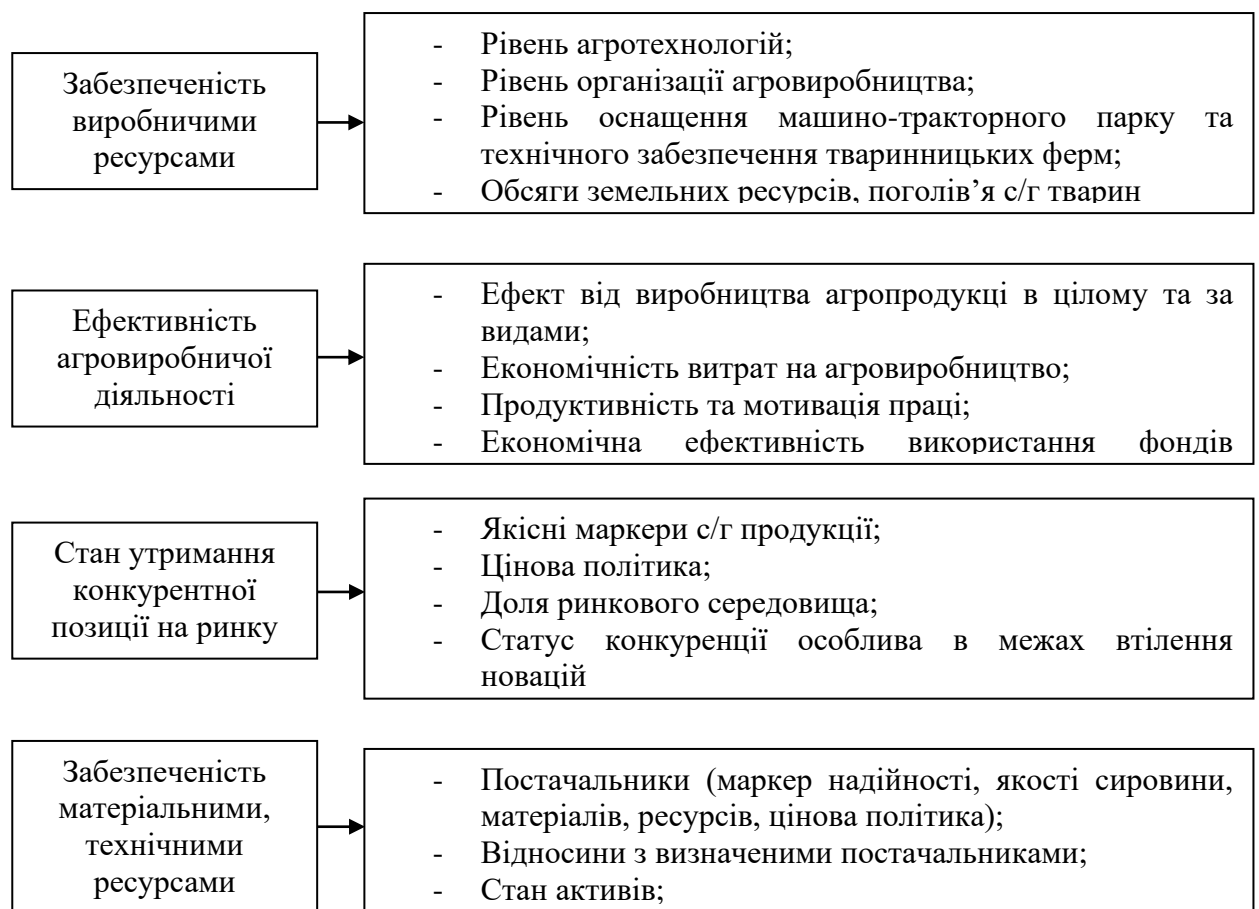 Забезпеченість
виробничими
ресурсами
- Рівень агротехнологій;
- Рівень організації агровиробництва;
- Рівень оснащення машино-тракторного парку та
технічного забезпечення тваринницьких ферм;
- Обсяги земельних ресурсів, поголів’я с/г тварин
Ефективність
агровиробничої
діяльності
- Ефект від виробництва агропродукці в цілому та за
видами;
- Економічність витрат на агровиробництво;
- Продуктивність та мотивація праці;
- Економічна ефективність використання фондів
Стан утримання
конкурентної
позиції на ринку
- Якісні маркери с/г продукції;
- Цінова політика;
- Доля ринкового середовища;
- Статус конкуренції особлива в межах втілення
новацій
Забезпеченість
матеріальними,
технічними
ресурсами
- Постачальники (маркер надійності, якості сировини,
матеріалів, ресурсів, цінова політика);
- Відносини з визначеними постачальниками;
- Стан активів;